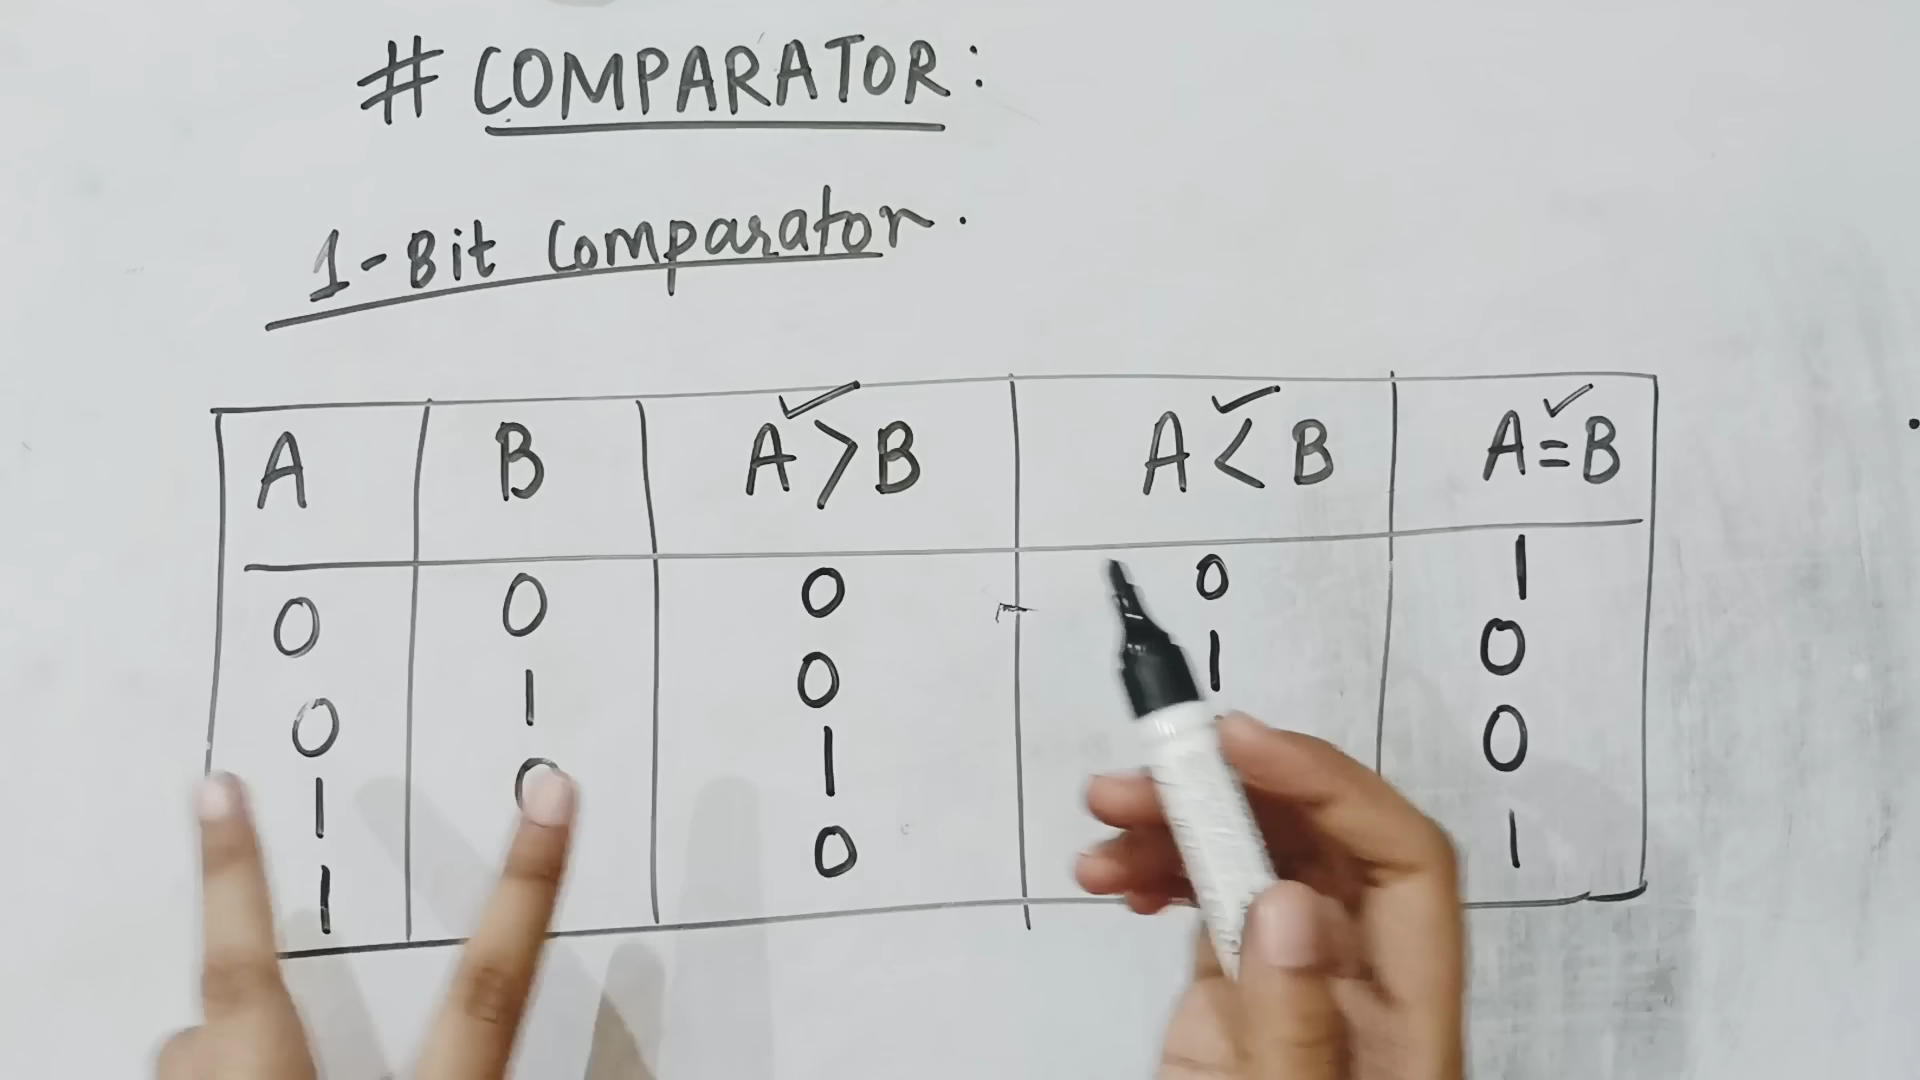 # COMPARATOR:
1-Bit Comparator.
A B A>B A<B A=B
0 0 0 0 1
0 1 0 1 0
1 0 1 0
1 0 1